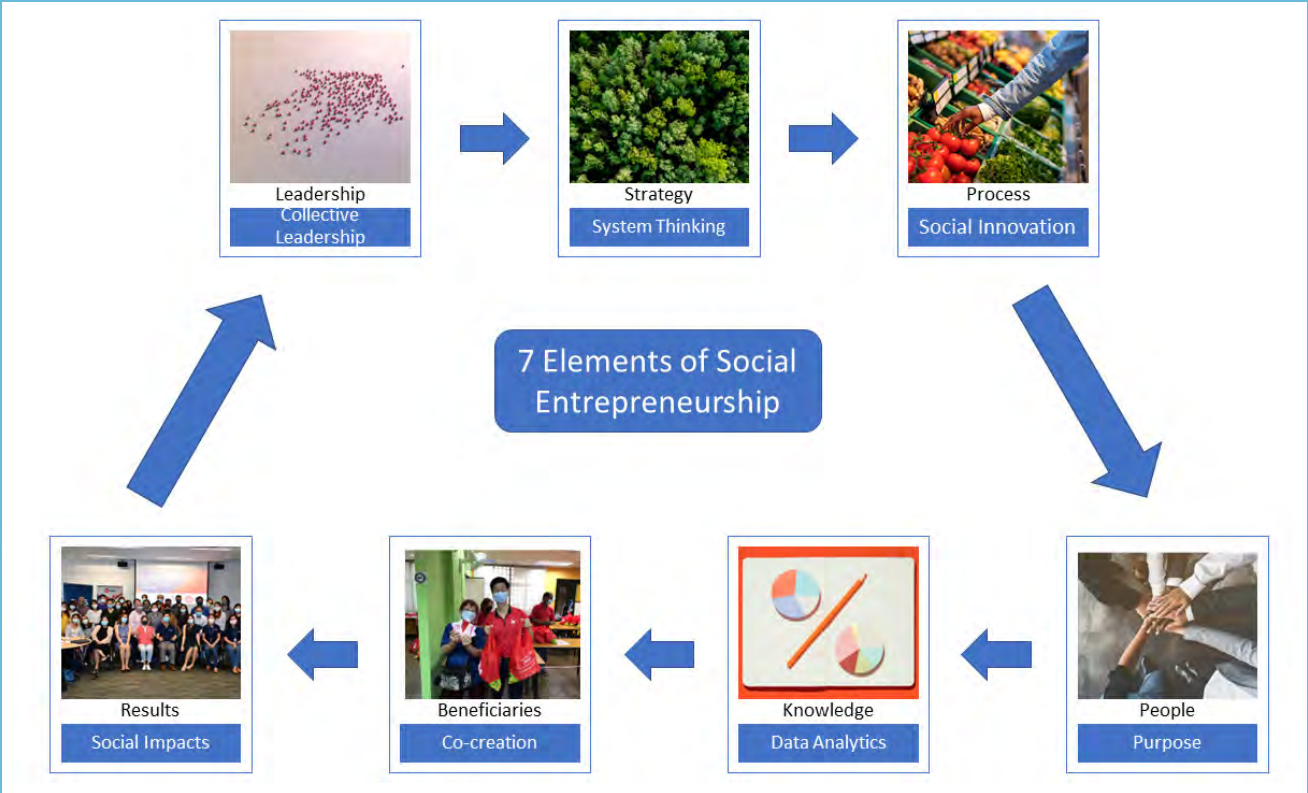 Leadership
Collective
Leadership
Strategy
System Thinking
Process
Social Innovation
7 Elements of Social
Entrepreneurship
Results
Social Impacts
Beneficiaries
Co-creation
Knowledge
Data Analytics
People
Purpose